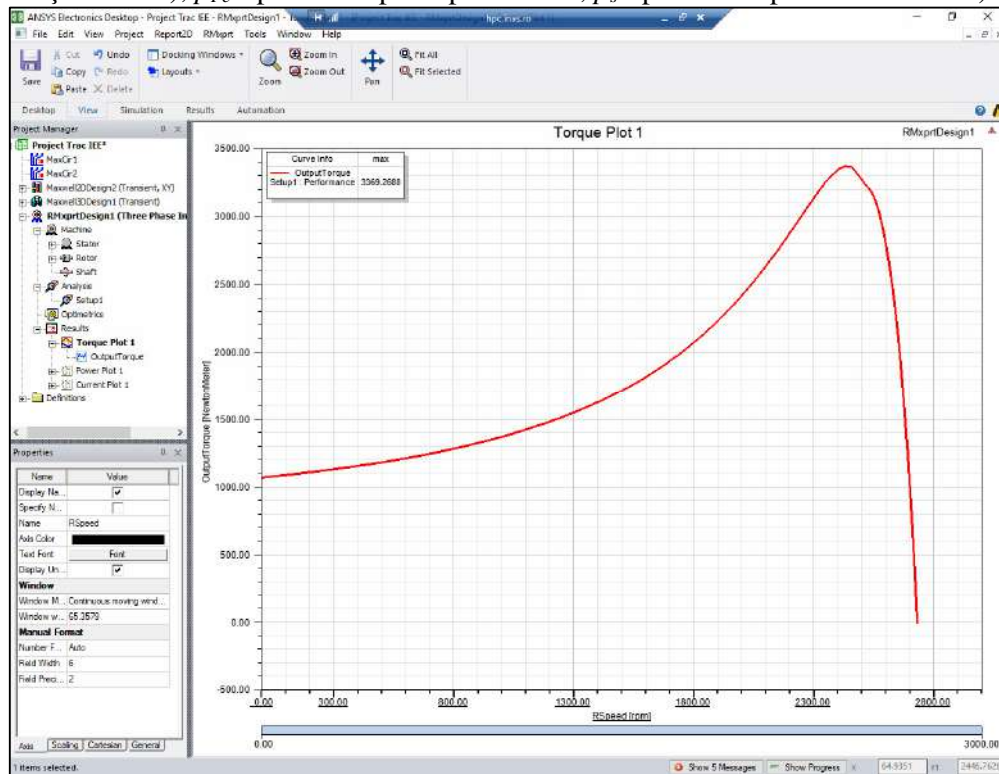 ANSYS Electronics Desktop - Project Trac IEE - RMxprtDesign1 -
hpc.inas.ro
File Edit View Project Report2D RMxprt Tools Window Help
Save
Cut
Copy
Paste
Undo
Redo
Delete
Docking Windows
Layouts
Zoom
Zoom In
Zoom Out
Pan
Fit All
Fit Selected
Desktop View Simulation Results Automation
Project Manager
Project Trac IEE*
MaxCir1
MaxCir2
Maxwell2DDesign2 (Transient, XY)
Maxwell3DDesign1 (Transient)
RMxprtDesign1 (Three Phase In
Machine
Stator
Rotor
Shaft
Analysis
Setup1
Optimetrics
Results
Torque Plot 1
OutputTorque
Power Plot 1
Current Plot 1
Definitions
Properties
Name Value
Display Na...
Specify N...
Name RSpeed
Axis Color
Text Font Font
Display Un...
Window
Window M... Continuous moving wind...
Window w... 65.3579
Manual Format
Number F... Auto
Field Width 6
Field Preci... 2
Axis Scaling Cartesian General
1 items selected.
Torque Plot 1
RMxprtDesign1
Curve Info max
OutputTorque
Setup1 : Performance 3369.2688
OutputTorque [NewtonMeter]
3500.00
3000.00
2500.00
2000.00
1500.00
1000.00
500.00
0.00
-500.00
0.00 300.00 800.00 1300.00 1800.00 2300.00 2800.00
RSpeed [rpm]
0.00 3000.00
Show 5 Messages Show Progress